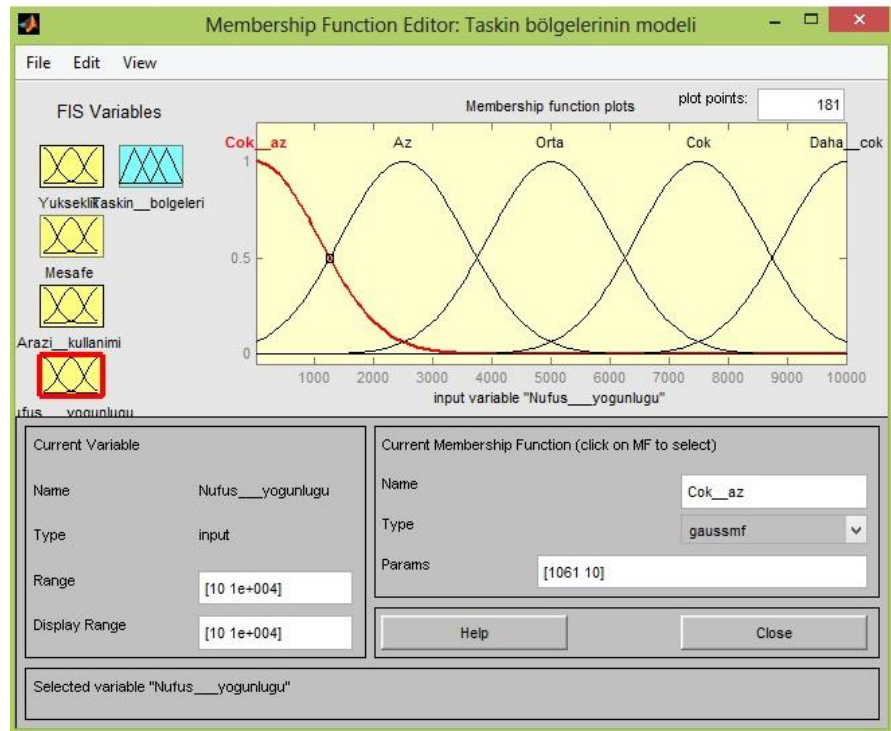 Membership Function Editor: Taskin bölgelerinin modeli
File Edit View
FIS Variables
Membership function plots
plot points:
181
Cok__az
Az
Orta
Cok
Daha__cok
1
0.5
0
1000 2000 3000 4000 5000 6000 7000 8000 9000 10000
input variable "Nufus___yogunlugu"
Taskin__bolgeleri
Mesafe
Arazi__kullanimi
Current Variable
Name Nufus___yogunlugu
Type input
Range [10 1e+004]
Display Range [10 1e+004]
Current Membership Function (click on MF to select)
Name Cok__az
Type gaussmf
Params [1061 10]
Help
Close
Selected variable "Nufus___yogunlugu"